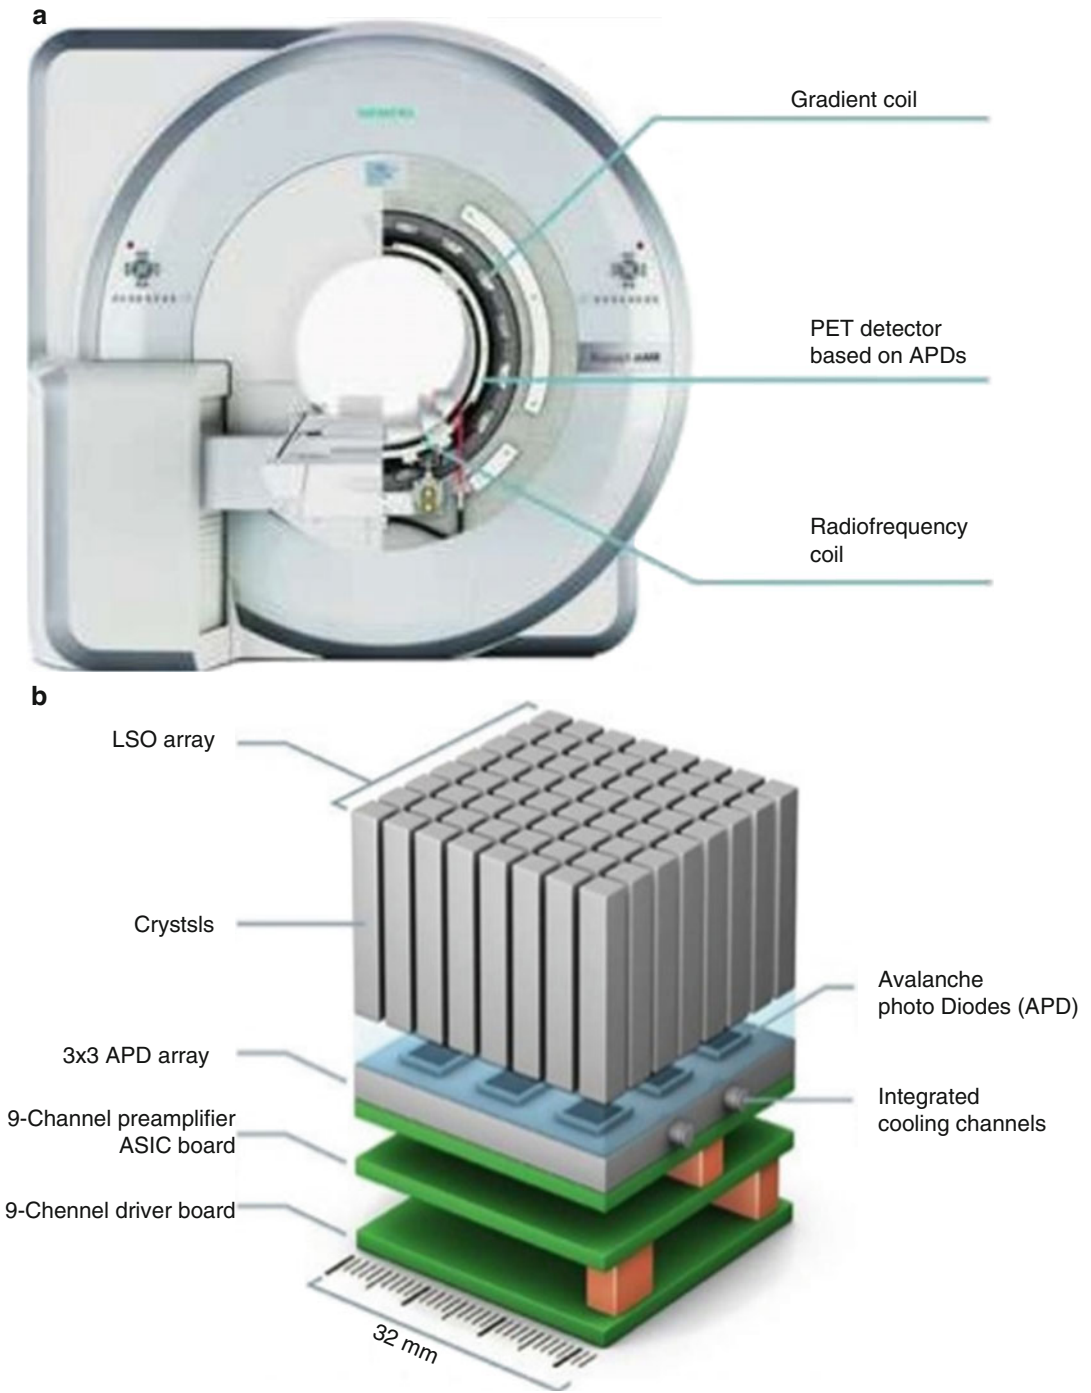 a
SIEMENS
Gradient coil
PET detector
based on APDs
Radiofrequency
coil
b
LSO array
Crystsls
Avalanche
photo Diodes (APD)
3x3 APD array
Integrated
cooling channels
9-Channel preamplifier
ASIC board
9-Chennel driver board
32 mm